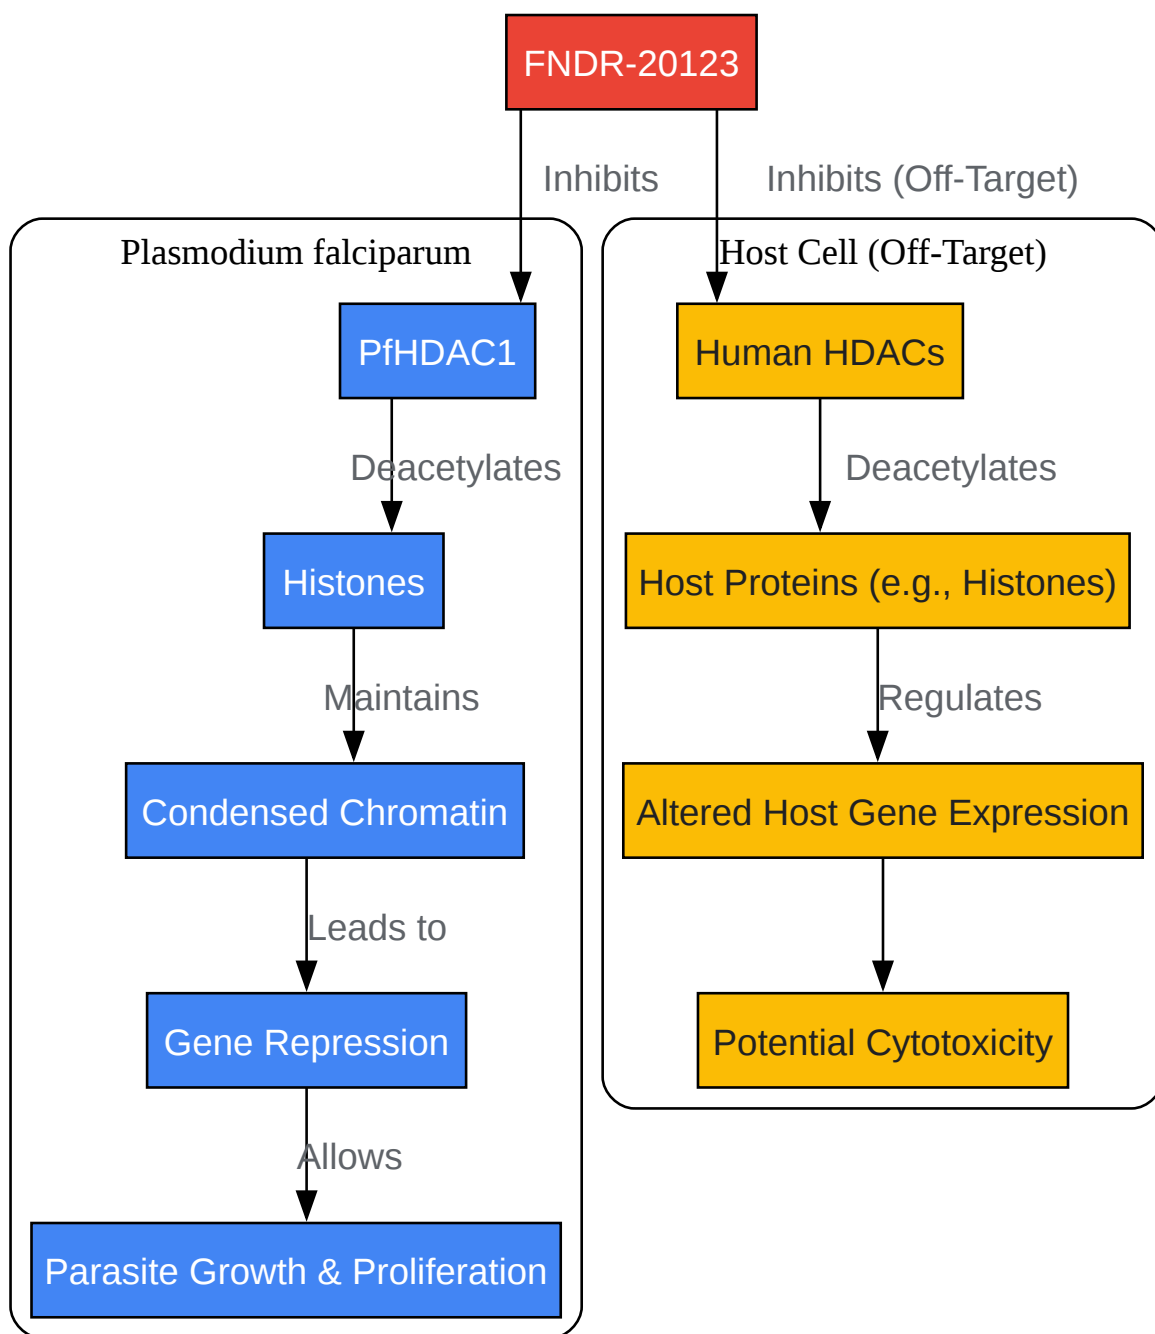 FNDR-20123
Inhibits
Inhibits (Off-Target)
Plasmodium falciparum
PfHDAC1
Deacetylates
Histones
Maintains
Condensed Chromatin
Leads to
Gene Repression
Allows
Parasite Growth & Proliferation
Host Cell (Off-Target)
Human HDACs
Deacetylates
Host Proteins (e.g., Histones)
Regulates
Altered Host Gene Expression
Potential Cytotoxicity